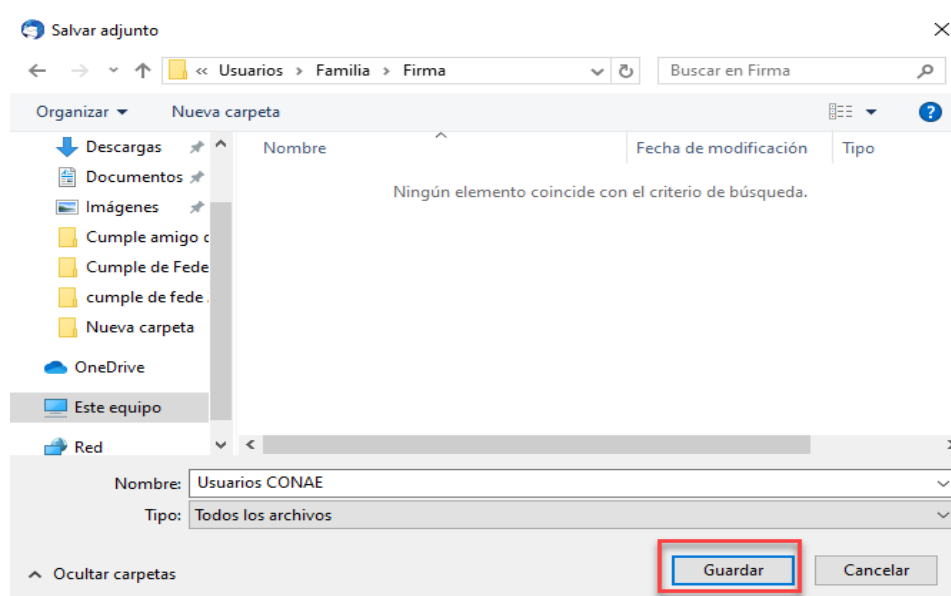 Salvar adjunto
« Usuarios > Familia > Firma
Buscar en Firma
Organizar
Nueva carpeta
Descargas
Documentos
Imágenes
Cumple amigo c
Cumple de Fede
cumple de fede .
Nueva carpeta
OneDrive
Este equipo
Red
Nombre
Fecha de modificación
Tipo
Ningún elemento coincide con el criterio de búsqueda.
Nombre: Usuarios CONAE
Tipo: Todos los archivos
Ocultar carpetas
Guardar
Cancelar